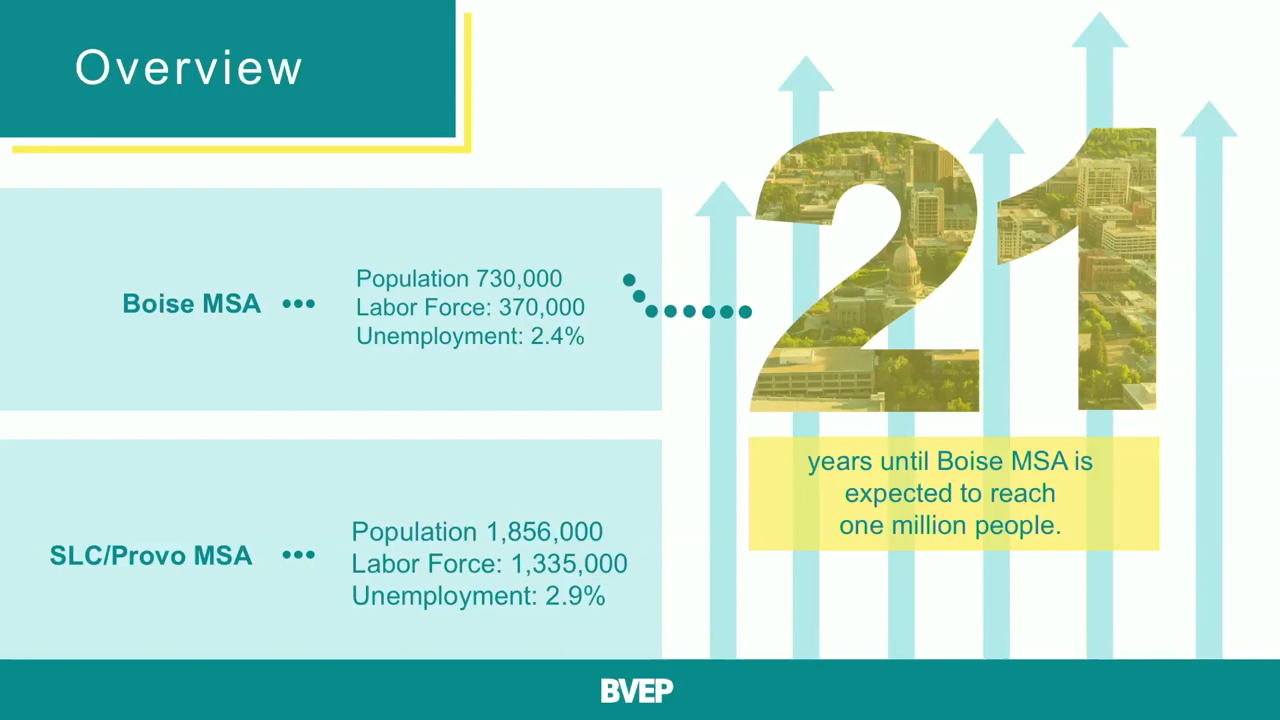 Overview
Boise MSA
Population 730,000
Labor Force: 370,000
Unemployment: 2.4%
21
years until Boise MSA is
expected to reach
one million people.
SLC/Provo MSA
Population 1,856,000
Labor Force: 1,335,000
Unemployment: 2.9%
BVEP